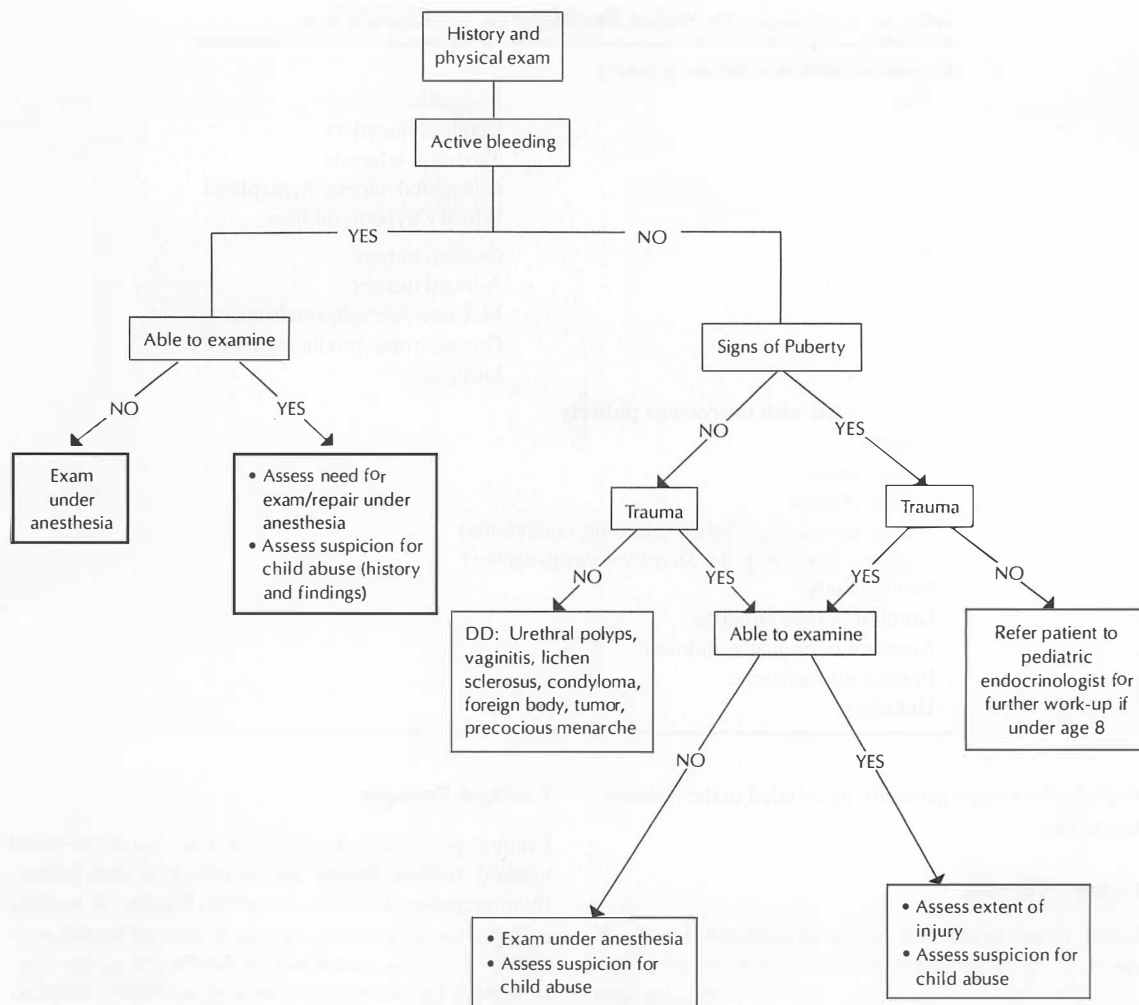 History and
physical exam
Active bleeding
YES
NO
Able to examine
Signs of Puberty
NO
YES
NO
YES
Exam
under
anesthesia
• Assess need for
exam/repair under
anesthesia
• Assess suspicion for
child abuse (history
and findings)
Trauma
Trauma
NO
YES
YES
NO
DD: Urethral polyps,
vaginitis, lichen
sclerosus, condyloma,
foreign body, tumor,
precocious menarche
Able to examine
Refer patient to
pediatric
endocrinologist for
further work-up if
under age 8
NO
YES
• Exam under anesthesia
• Assess suspicion for
child abuse
• Assess extent of
injury
• Assess suspicion for
child abuse